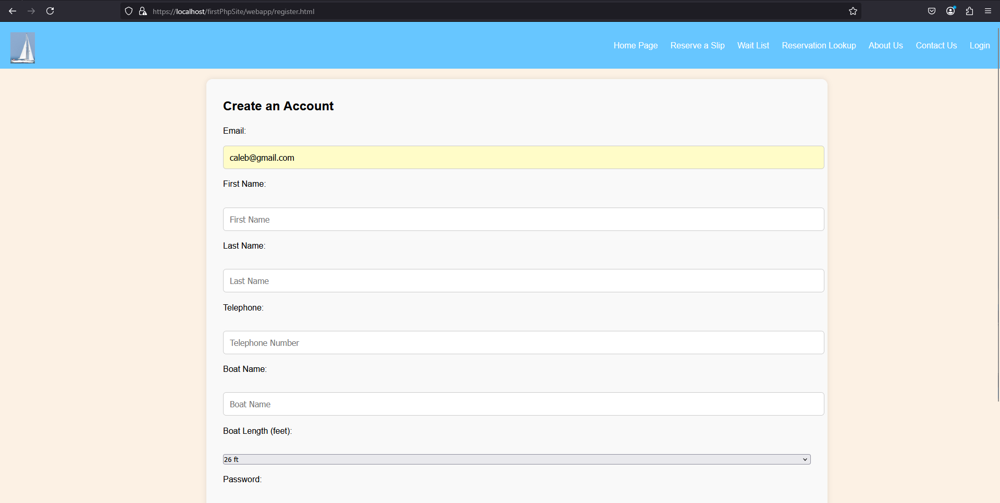 https://localhost/firstPhpSite/webapp/register.html
Home Page Reserve a Slip Wait List Reservation Lookup About Us Contact Us Login
Create an Account
Email:
caleb@gmail.com
First Name:
First Name
Last Name:
Last Name
Telephone:
Telephone Number
Boat Name:
Boat Name
Boat Length (feet):
26 ft
Password: